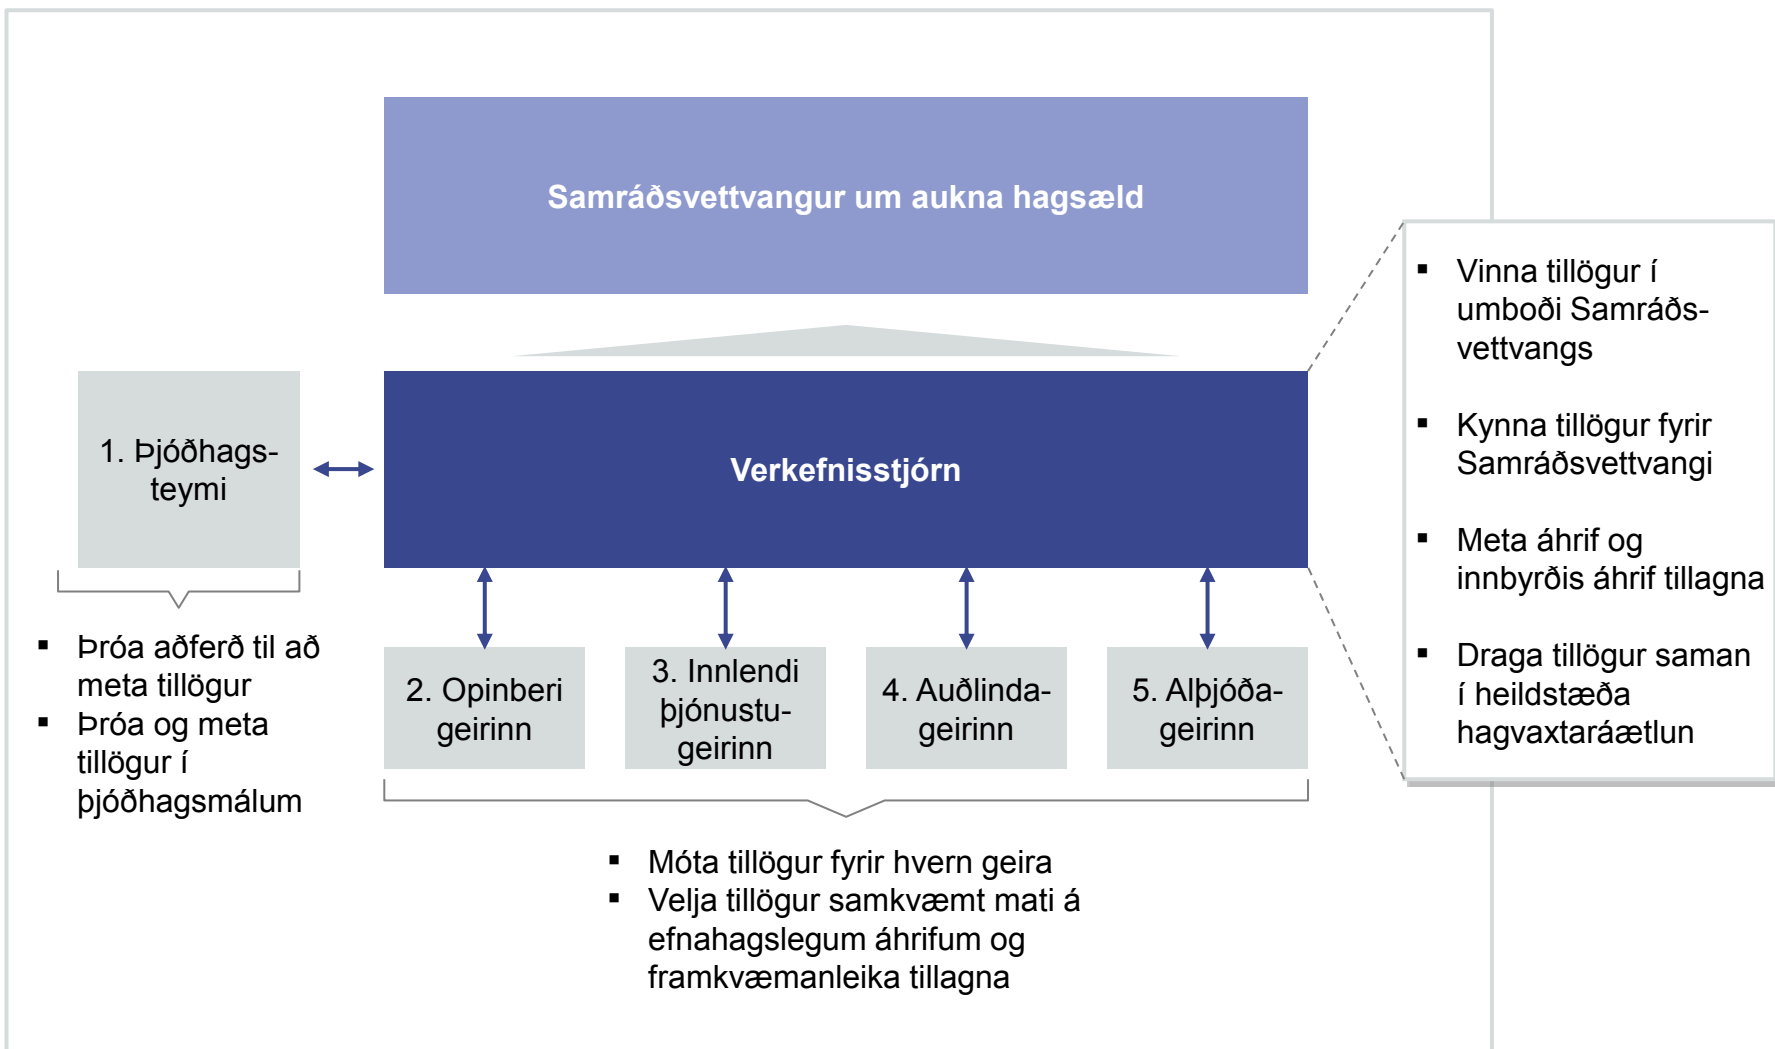 Samráðsvettvangur um aukna hagsæld
1. Þjóðhags-
teymi
Verkefnisstjórn
▪ Vinna tillögur í
umboði Samráðs-
vettvangs
▪ Kynna tillögur fyrir
Samráðsvettvangi
▪ Meta áhrif og
innbyrðis áhrif tillagna
▪ Draga tillögur saman
í heildstæða
hagvaxtaráætlun
▪ Þróa aðferð til að
meta tillögur
▪ Þróa og meta
tillögur í
þjóðhagsmálum
2. Opinberi
geirinn
3. Innlendi
þjónustu-
geirinn
4. Auðlinda-
geirinn
5. Alþjóða-
geirinn
▪ Móta tillögur fyrir hvern geira
▪ Velja tillögur samkvæmt mati á
efnahagslegum áhrifum og
framkvæmanleika tillagna